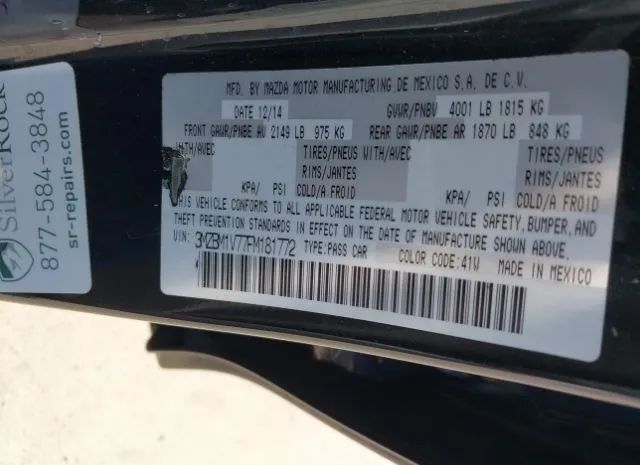 MFD. BY MAZDA MOTOR MANUFACTURING DE MEXICO S.A. DE C.V.
DATE 12/14 GVWR/PNBV 4001 LB 1815 KG
FRONT GAWR/PNBE AV 2149 LB 975 KG REAR GAWR/PNBE AR 1870 LB 848 KG
WITH/AVEC TIRES/PNEUS WITH/AVEC TIRES/PNEUS
RIMS/JANTES RIMS/JANTES
KPA/ PSI COLD/A FROID KPA/ PSI COLD/A FROID
THIS VEHICLE CONFORMS TO ALL APPLICABLE FEDERAL MOTOR VEHICLE SAFETY, BUMPER, AND
THEFT PREVENTION STANDARDS IN EFFECT ON THE DATE OF MANUFACTURE SHOWN ABOVE.
VIN: 3MZBM1V77FM181772 TYPE:PASS CAR COLOR CODE:41W MADE IN MEXICO
SilverRock
877-584-3848
sr-repairs.com